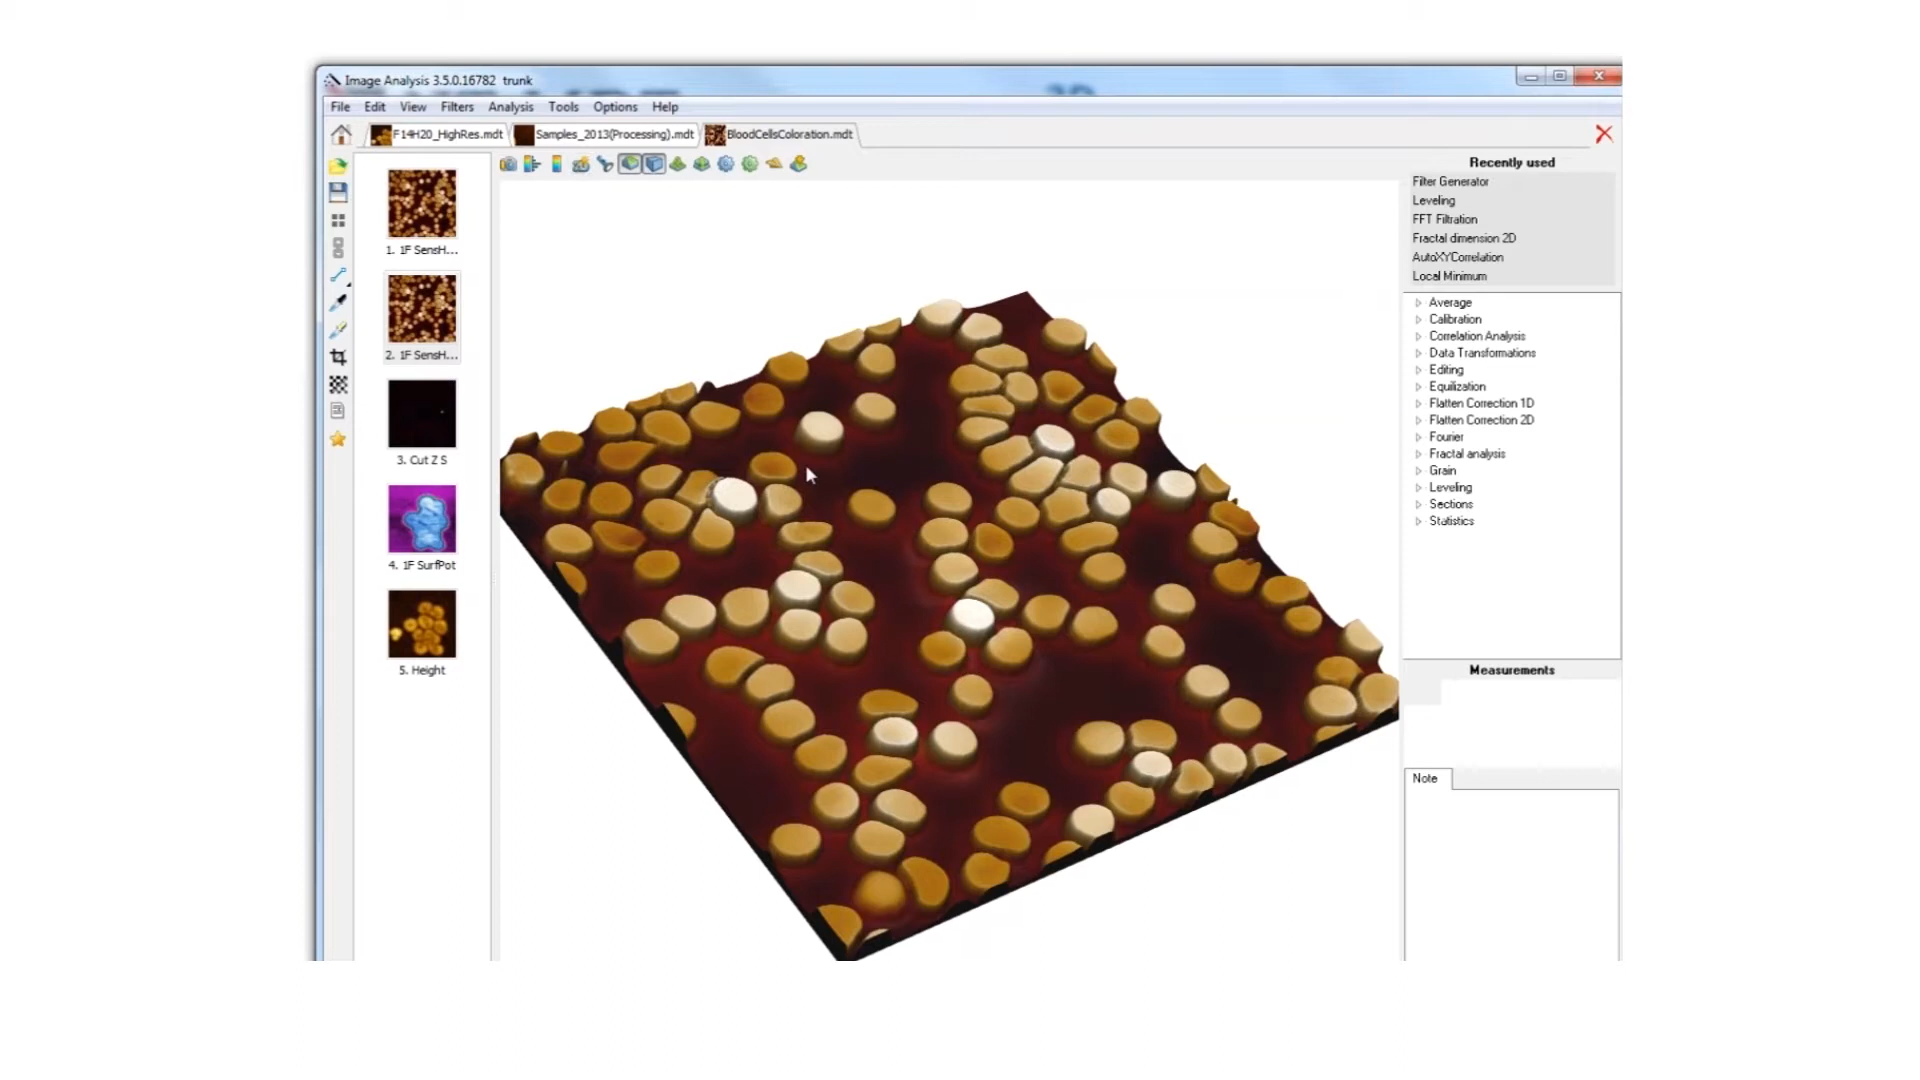 Image Analysis 3.5.0.16782 trunk
File Edit View Filters Analysis Tools Options Help
F14H20_HighRes.mdt Samples_2013(Processing).mdt BloodCellsColoration.mdt
1. 1F SensH...
2. 1F SensH...
3. Cut Z S
4. 1F SurfPot
5. Height
Recently used
Filter Generator
Leveling
FFT Filtration
Fractal dimension 2D
AutoXYCorrelation
Local Minimum
Average
Calibration
Correlation Analysis
Data Transformations
Editing
Equilization
Flatten Correction 1D
Flatten Correction 2D
Fourier
Fractal analysis
Grain
Leveling
Sections
Statistics
Measurements
Note